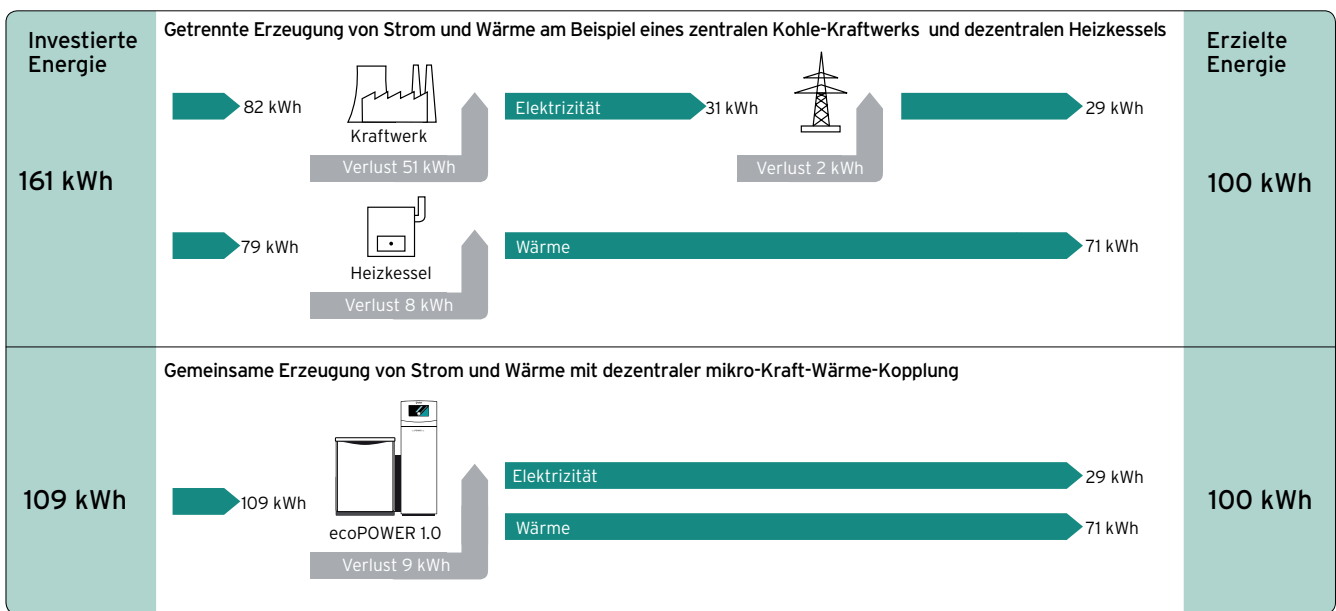 Investierte
Energie
Getrennte Erzeugung von Strom und Wärme am Beispiel eines zentralen Kohle-Kraftwerks und dezentralen Heizkessels
Erzielte
Energie
82 kWh
Kraftwerk
Verlust 51 kWh
Elektrizität
31 kWh
Verlust 2 kWh
29 kWh
161 kWh
100 kWh
79 kWh
Heizkessel
Verlust 8 kWh
Wärme
71 kWh
Gemeinsame Erzeugung von Strom und Wärme mit dezentraler mikro-Kraft-Wärme-Kopplung
109 kWh
109 kWh
ecoPOWER 1.0
Verlust 9 kWh
Elektrizität
29 kWh
Wärme
71 kWh
100 kWh